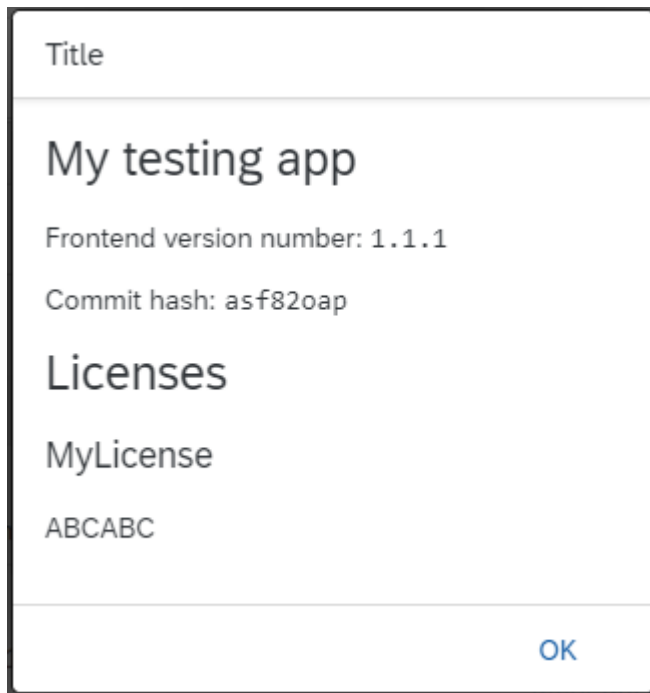 Title
My testing app
Frontend version number: 1.1.1
Commit hash: asf82oap
Licenses
MyLicense
ABCABC
OK